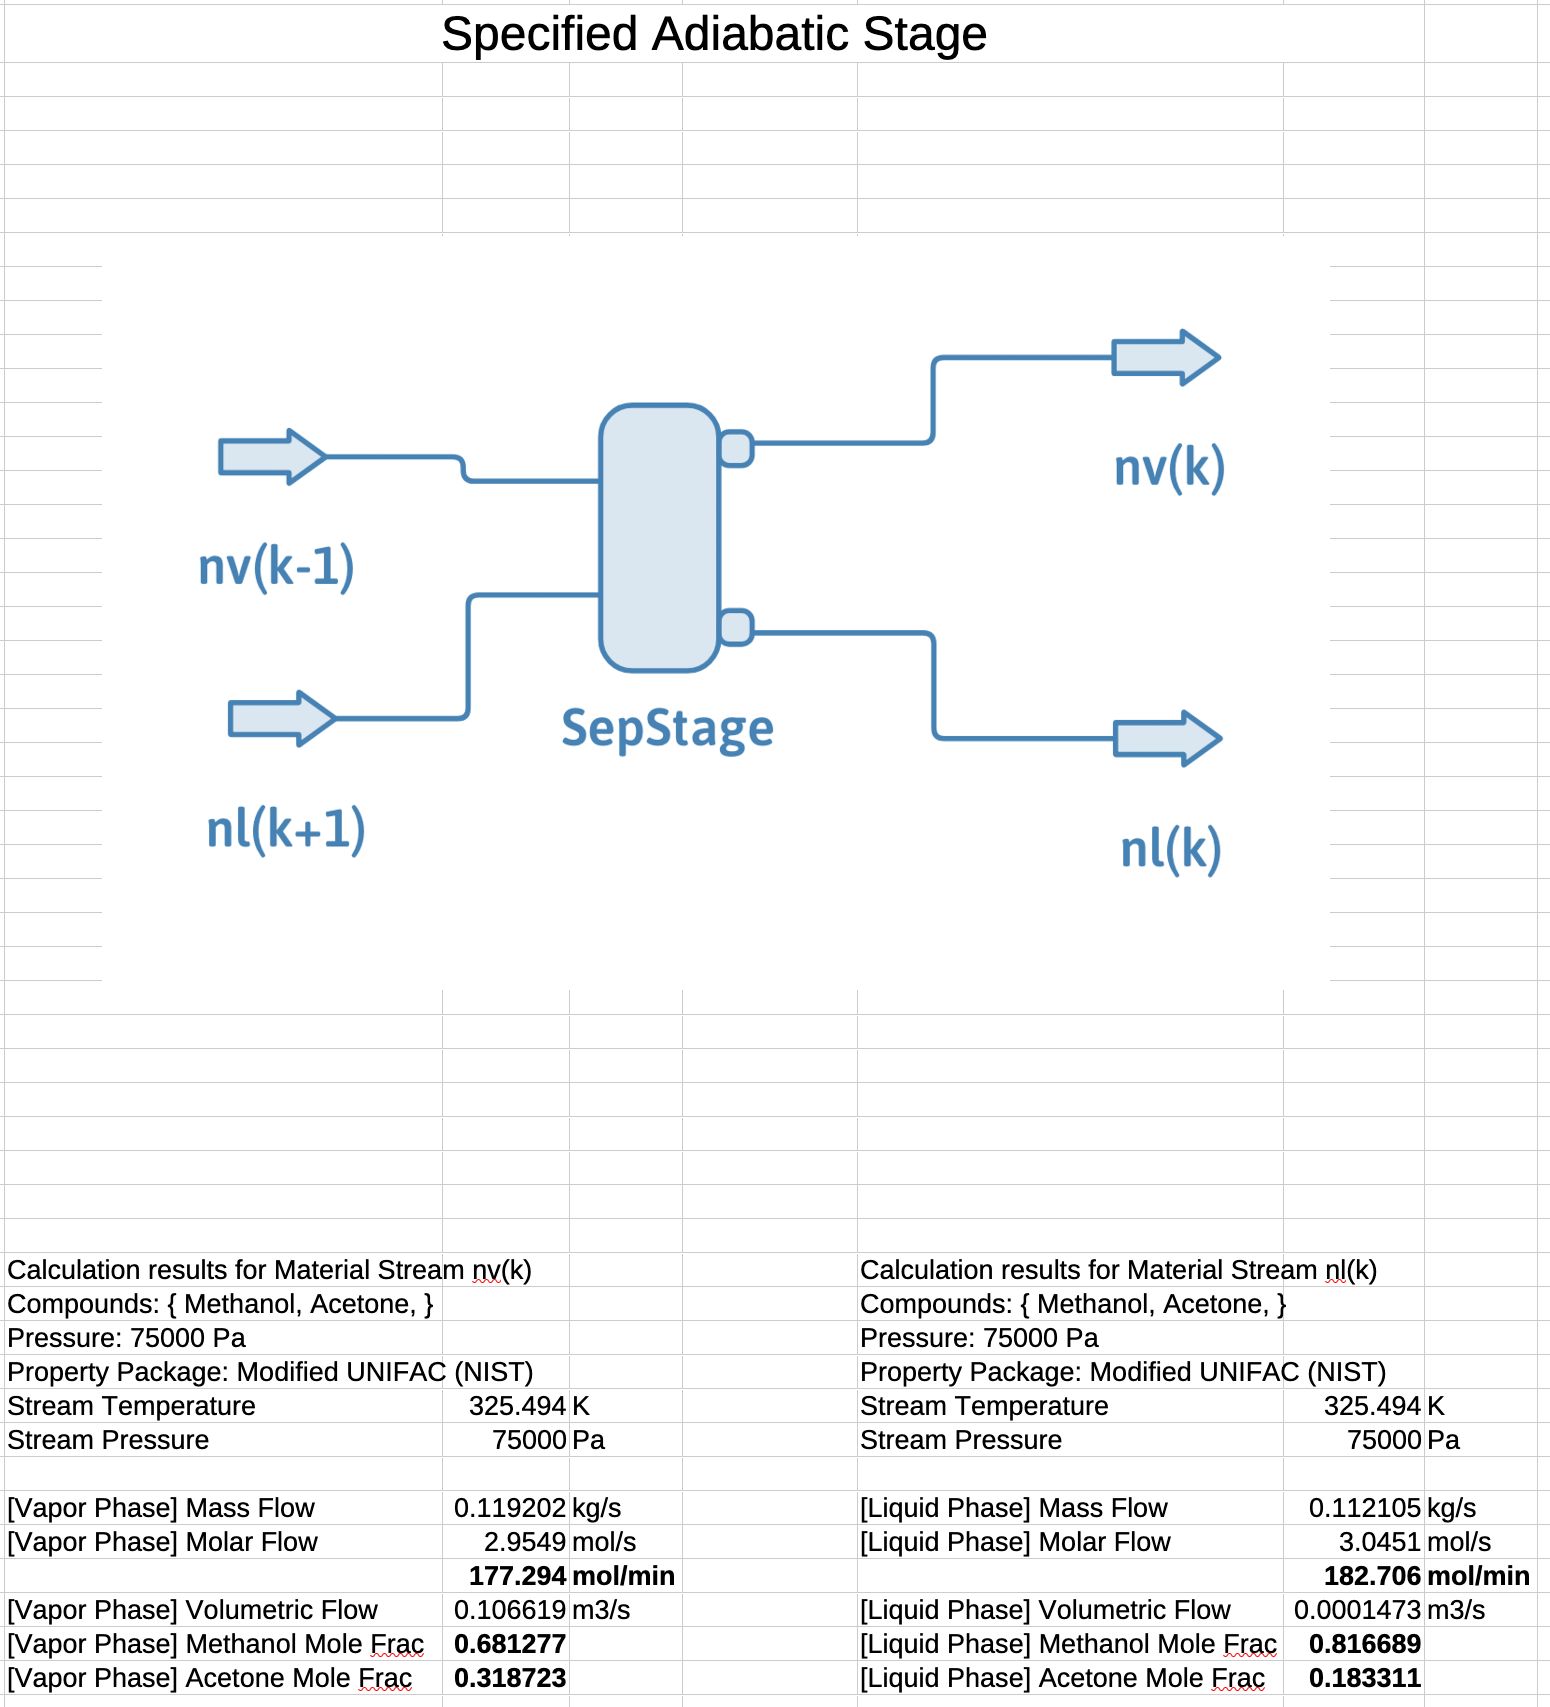 Specified Adiabatic Stage
nv(k-1)
nl(k+1)
SepStage
nv(k)
nl(k)
Calculation results for Material Stream nv(k)
Compounds: { Methanol, Acetone, }
Pressure: 75000 Pa
Property Package: Modified UNIFAC (NIST)
Stream Temperature 325.494 K
Stream Pressure 75000 Pa
[Vapor Phase] Mass Flow 0.119202 kg/s
[Vapor Phase] Molar Flow 2.9549 mol/s
177.294 mol/min
[Vapor Phase] Volumetric Flow 0.106619 m3/s
[Vapor Phase] Methanol Mole Frac 0.681277
[Vapor Phase] Acetone Mole Frac 0.318723
Calculation results for Material Stream nl(k)
Compounds: { Methanol, Acetone, }
Pressure: 75000 Pa
Property Package: Modified UNIFAC (NIST)
Stream Temperature 325.494 K
Stream Pressure 75000 Pa
[Liquid Phase] Mass Flow 0.112105 kg/s
[Liquid Phase] Molar Flow 3.0451 mol/s
182.706 mol/min
[Liquid Phase] Volumetric Flow 0.0001473 m3/s
[Liquid Phase] Methanol Mole Frac 0.816689
[Liquid Phase] Acetone Mole Frac 0.183311